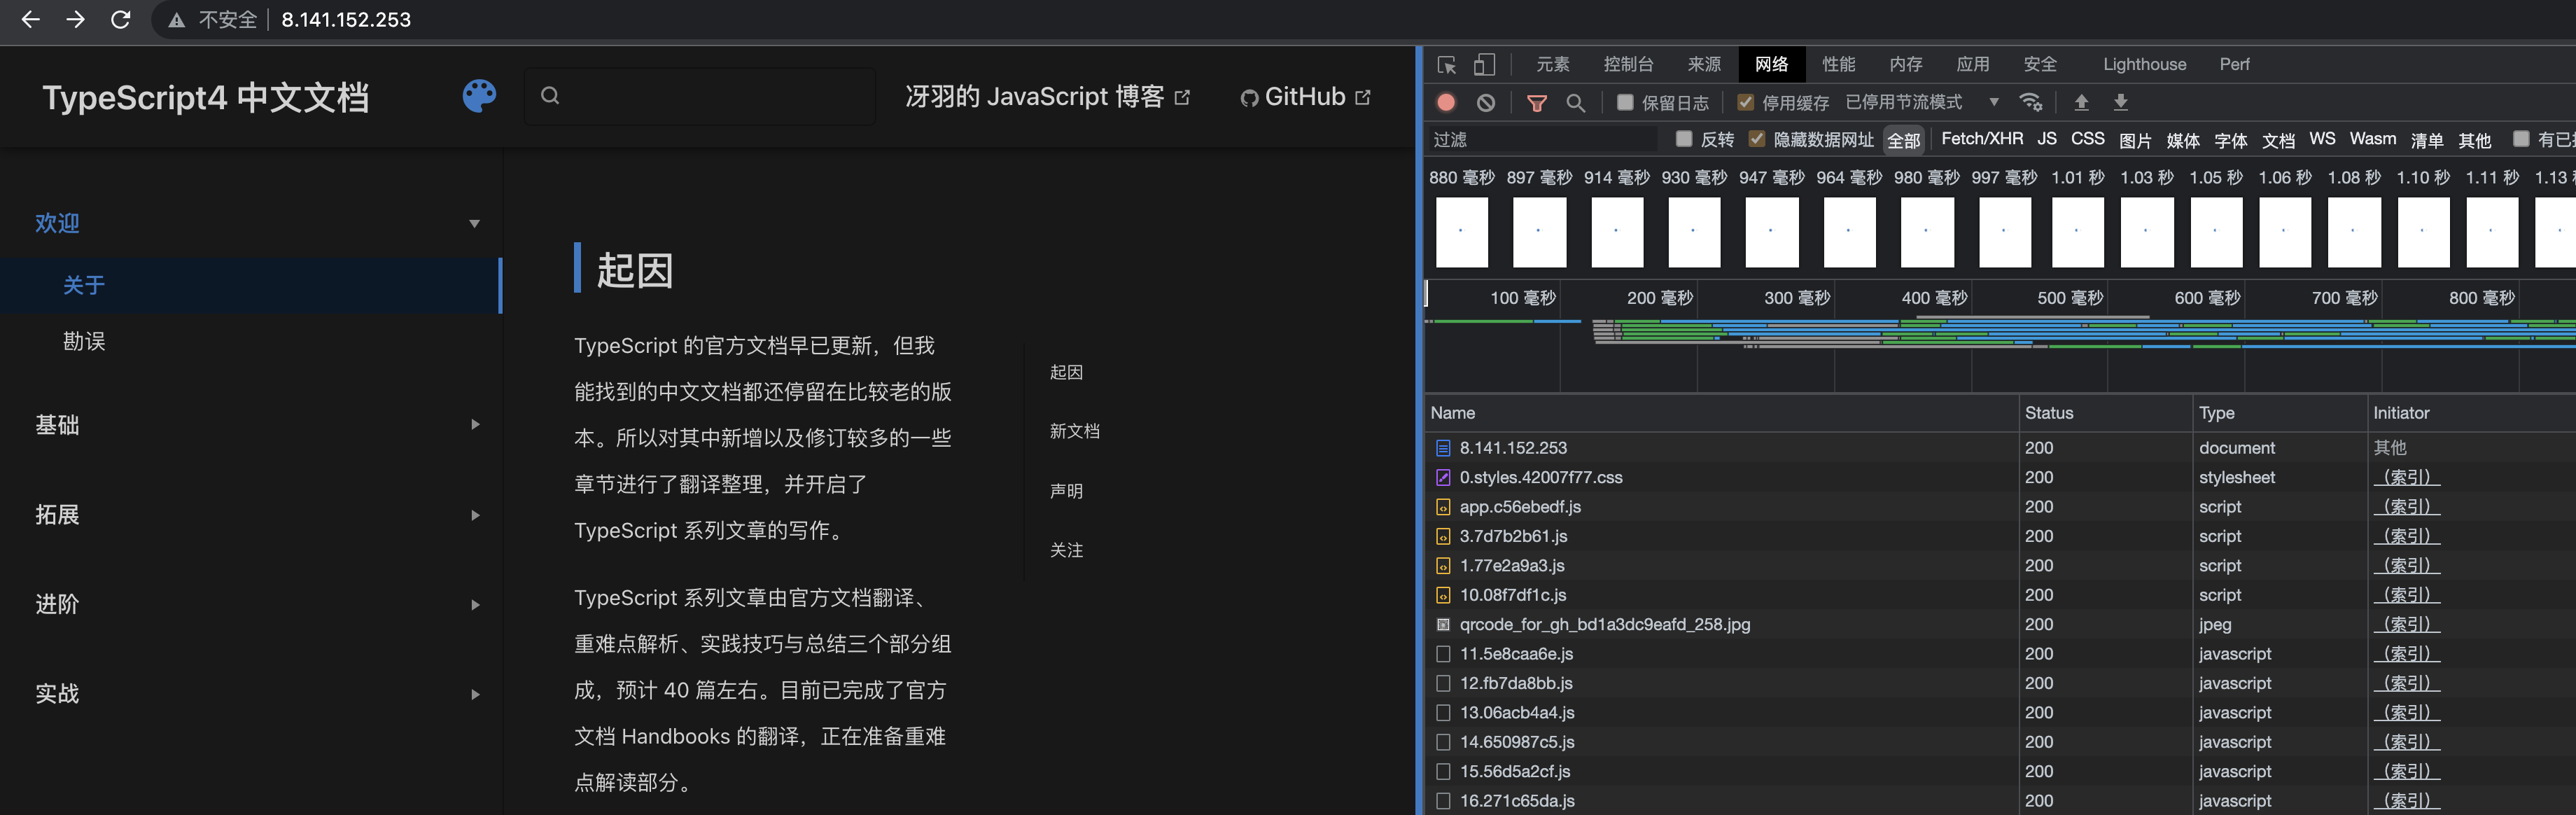 不安全 8.141.152.253
TypeScript4 中文文档
冴羽的 JavaScript 博客
GitHub
欢迎
关于
勘误
基础
拓展
进阶
实战
起因
TypeScript 的官方文档早已更新，但我
能找到的中文文档都还停留在比较老的版
本。所以对其中新增以及修订较多的一些
章节进行了翻译整理，并开启了
TypeScript 系列文章的写作。
TypeScript 系列文章由官方文档翻译、
重难点解析、实践技巧与总结三个部分组
成，预计 40 篇左右。目前已完成了官方
文档 Handbooks 的翻译，正在准备重难
点解读部分。
起因
新文档
声明
关注
元素 控制台 来源 网络 性能 内存 应用 安全 Lighthouse Perf
保留日志 停用缓存 已停用节流模式
过滤 反转 隐藏数据网址 全部 Fetch/XHR JS CSS 图片 媒体 字体 文档 WS Wasm 清单 其他
880 毫秒 897 毫秒 914 毫秒 930 毫秒 947 毫秒 964 毫秒 980 毫秒 997 毫秒 1.01 秒 1.03 秒 1.05 秒 1.06 秒 1.08 秒 1.10 秒 1.11 秒 1.13
100 毫秒 200 毫秒 300 毫秒 400 毫秒 500 毫秒 600 毫秒 700 毫秒 800 毫秒
Name Status Type Initiator
8.141.152.253 200 document 其他
0.styles.42007f77.css 200 stylesheet （索引）
app.c56ebedf.js 200 script （索引）
3.7d7b2b61.js 200 script （索引）
1.77e2a9a3.js 200 script （索引）
10.08f7df1c.js 200 script （索引）
qrcode_for_gh_bd1a3dc9eafd_258.jpg 200 jpeg （索引）
11.5e8caa6e.js 200 javascript （索引）
12.fb7da8bb.js 200 javascript （索引）
13.06acb4a4.js 200 javascript （索引）
14.650987c5.js 200 javascript （索引）
15.56d5a2cf.js 200 javascript （索引）
16.271c65da.js 200 javascript （索引）